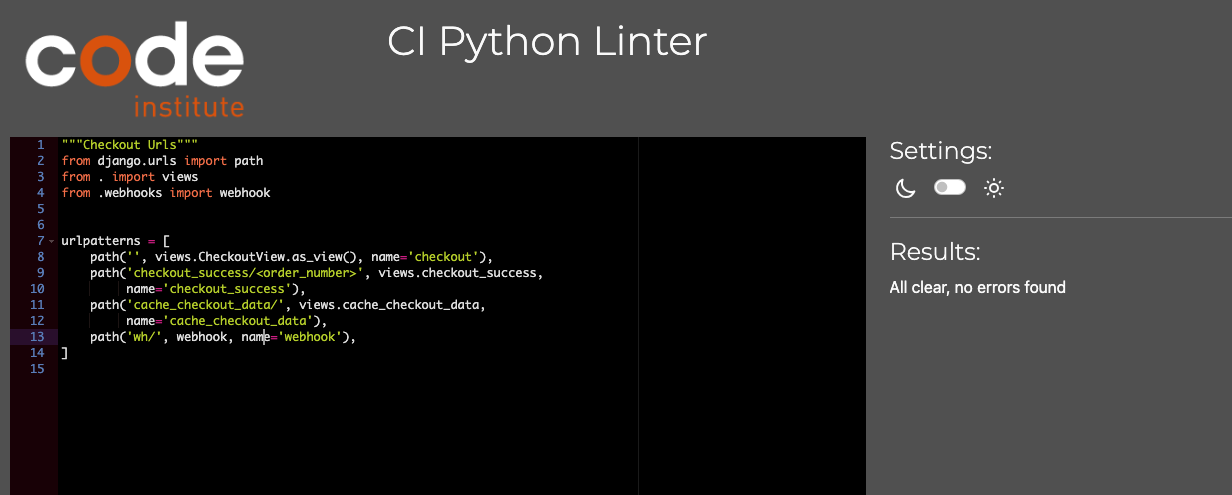 code
institute
CI Python Linter
1 """Checkout Urls"""
2 from django.urls import path
3 from . import views
4 from .webhooks import webhook
5
6
7 urlpatterns = [
8     path('', views.CheckoutView.as_view(), name='checkout'),
9     path('checkout_success/<order_number>', views.checkout_success,
10         name='checkout_success'),
11     path('cache_checkout_data/', views.cache_checkout_data,
12         name='cache_checkout_data'),
13     path('wh/', webhook, name='webhook'),
14 ]
15
Settings:
Results:
All clear, no errors found